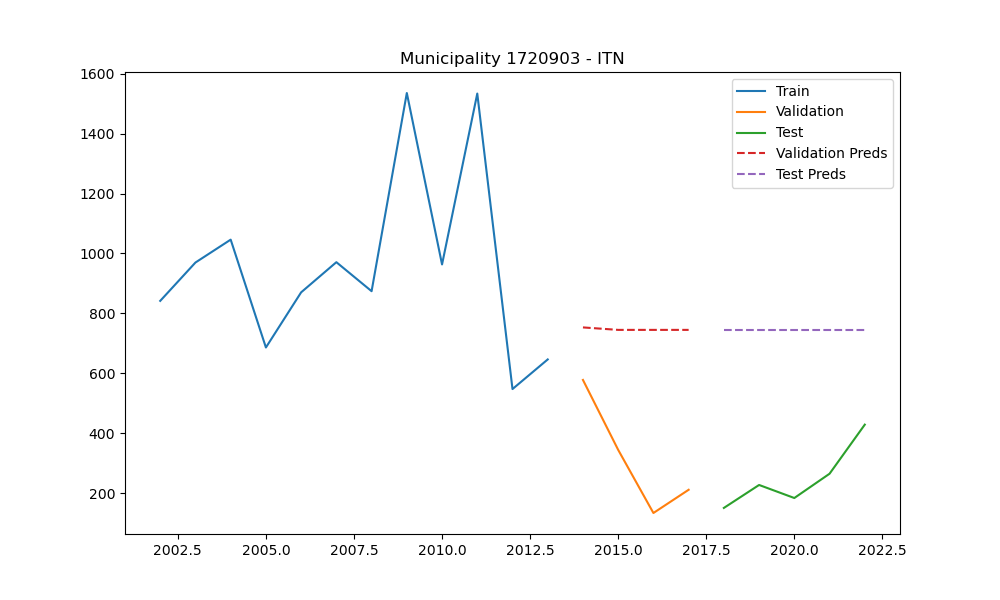 Municipality 1720903 - ITN
1600
1400
1200
1000
800
600
400
200
Train
Validation
Test
Validation Preds
Test Preds
2002.5 2005.0 2007.5 2010.0 2012.5 2015.0 2017.5 2020.0 2022.5